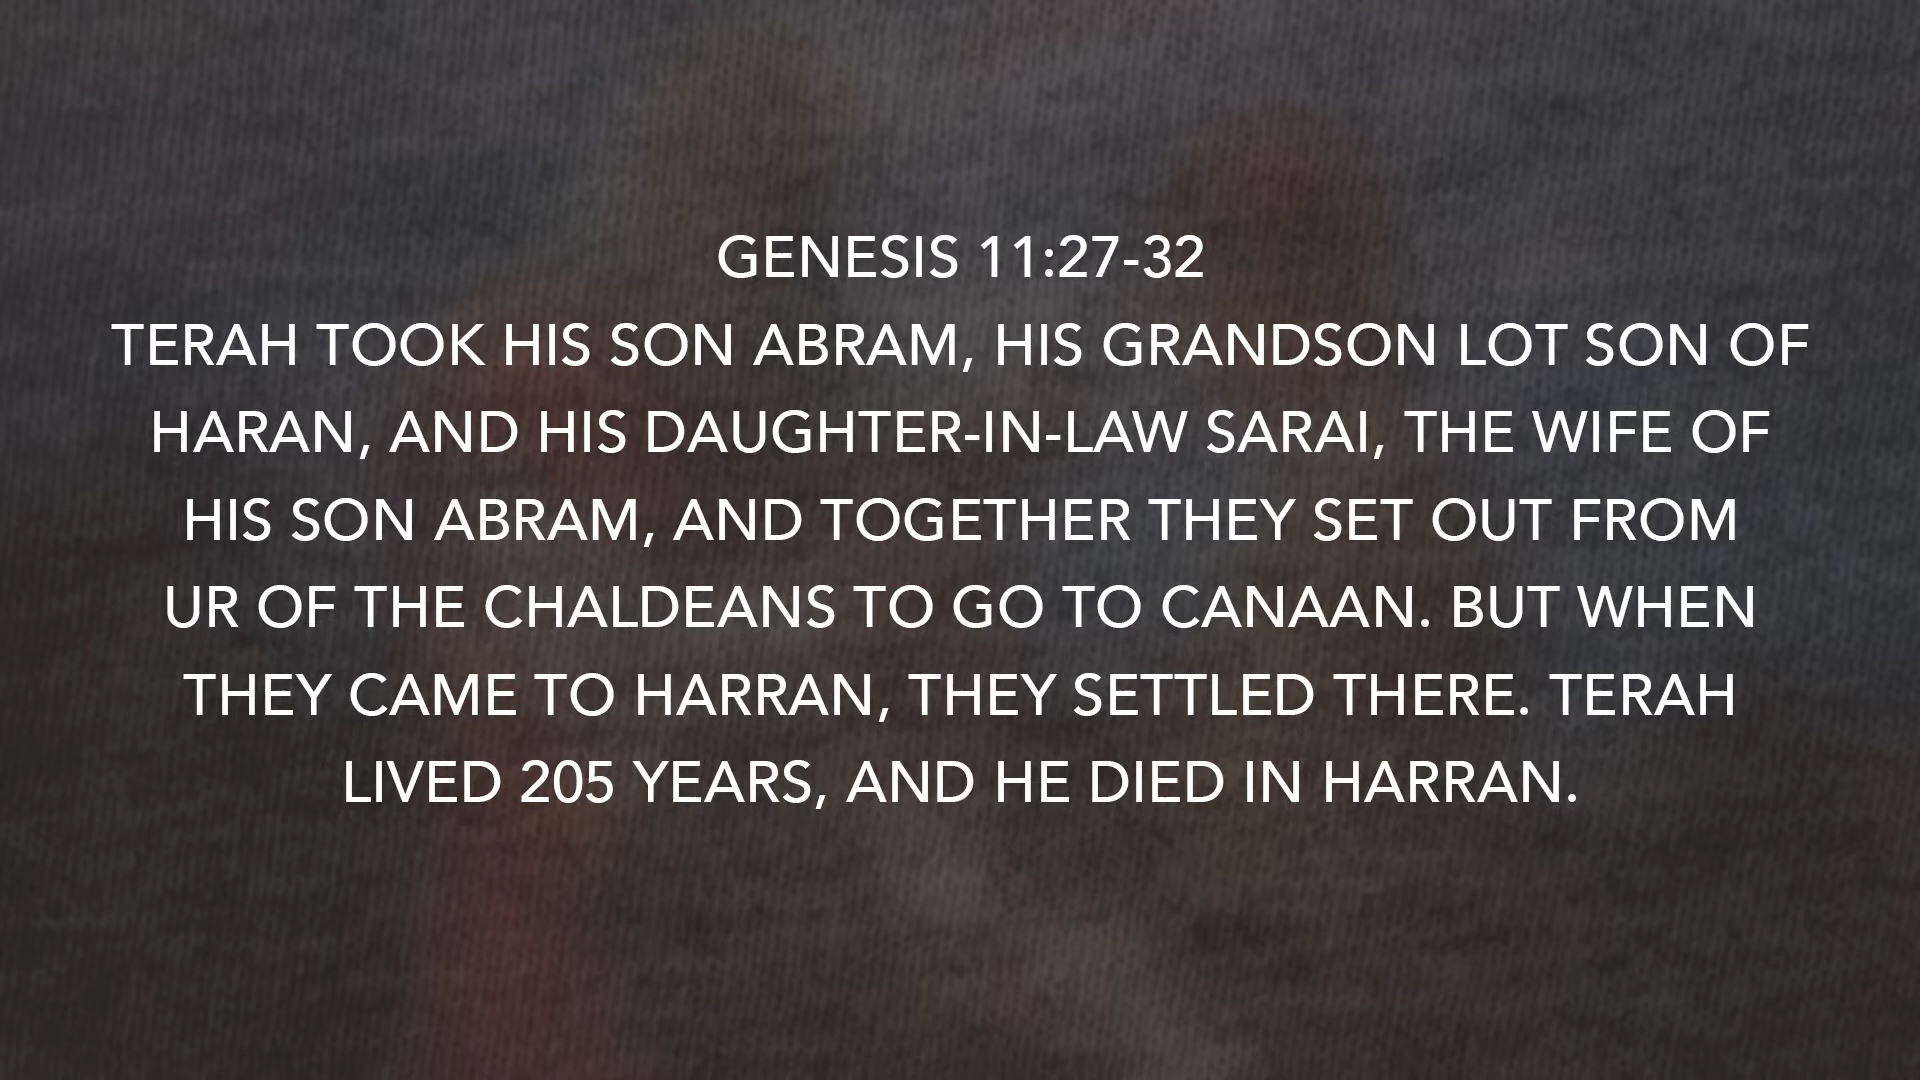 GENESIS 11:27-32
TERAH TOOK HIS SON ABRAM, HIS GRANDSON LOT SON OF
HARAN, AND HIS DAUGHTER-IN-LAW SARAI, THE WIFE OF
HIS SON ABRAM, AND TOGETHER THEY SET OUT FROM
UR OF THE CHALDEANS TO GO TO CANAAN. BUT WHEN
THEY CAME TO HARRAN, THEY SETTLED THERE. TERAH
LIVED 205 YEARS, AND HE DIED IN HARRAN.